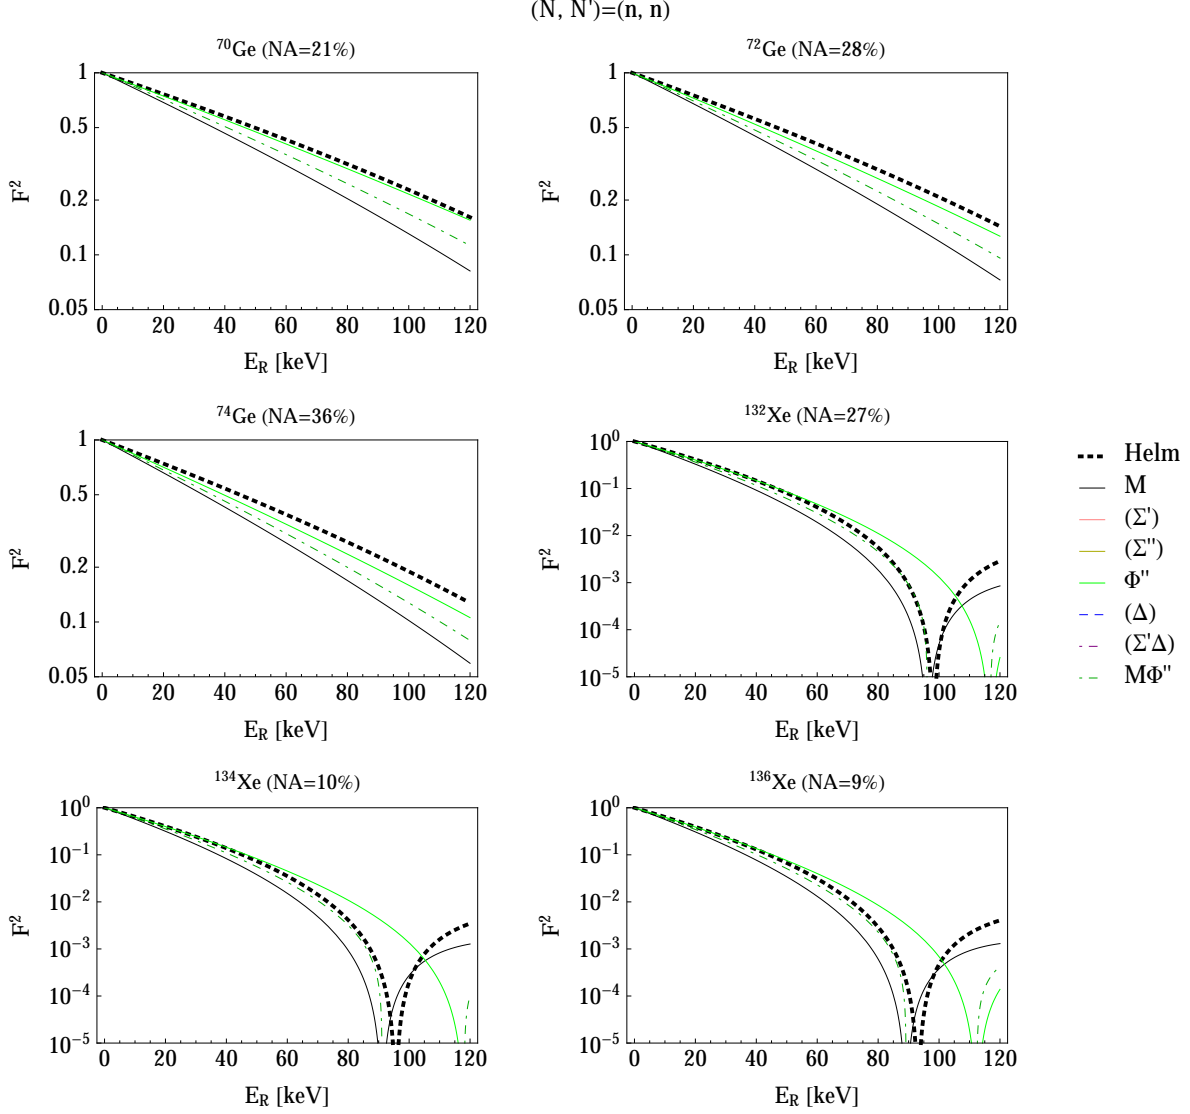 (N, N')=(n, n)
⁷⁰Ge (NA=21%)
1
0.5
0.2
0.1
0.05
F²
0 20 40 60 80 100 120
E_R [keV]
⁷²Ge (NA=28%)
1
0.5
0.2
0.1
0.05
F²
0 20 40 60 80 100 120
E_R [keV]
⁷⁴Ge (NA=36%)
1
0.5
0.2
0.1
0.05
F²
0 20 40 60 80 100 120
E_R [keV]
¹³²Xe (NA=27%)
10⁰
10⁻¹
10⁻²
10⁻³
10⁻⁴
10⁻⁵
F²
0 20 40 60 80 100 120
E_R [keV]
Helm
M
(Σ')
(Σ'')
Φ''
(Δ)
(Σ'Δ)
MΦ''
¹³⁴Xe (NA=10%)
10⁰
10⁻¹
10⁻²
10⁻³
10⁻⁴
10⁻⁵
F²
0 20 40 60 80 100 120
E_R [keV]
¹³⁶Xe (NA=9%)
10⁰
10⁻¹
10⁻²
10⁻³
10⁻⁴
10⁻⁵
F²
0 20 40 60 80 100 120
E_R [keV]